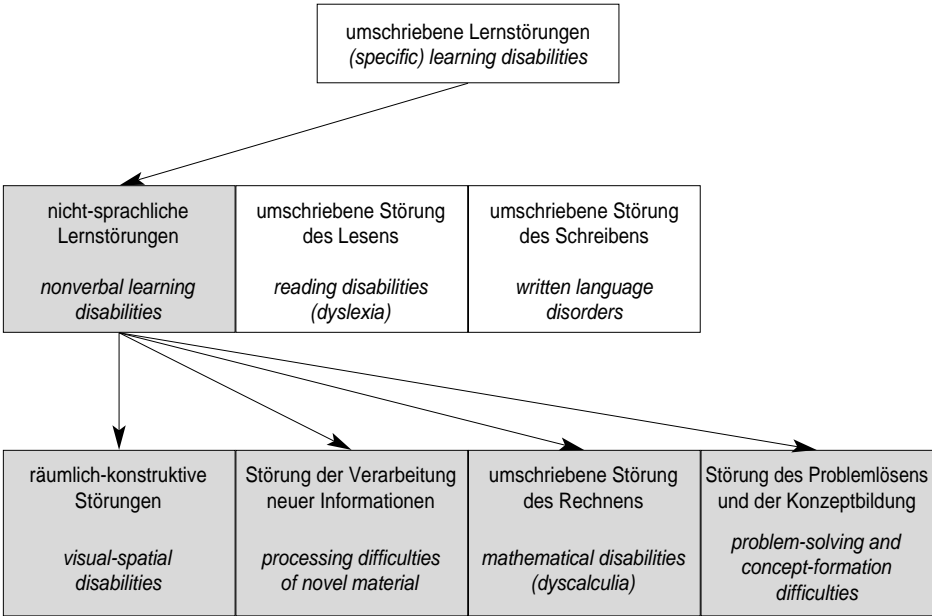 umschriebene Lernstörungen
(specific) learning disabilities
nicht-sprachliche
Lernstörungen
nonverbal learning
disabilities
umschriebene Störung
des Lesens
reading disabilities
(dyslexia)
umschriebene Störung
des Schreibens
written language
disorders
räumlich-konstruktive
Störungen
visual-spatial
disabilities
Störung der Verarbeitung
neuer Informationen
processing difficulties
of novel material
umschriebene Störung
des Rechnens
mathematical disabilities
(dyscalculia)
Störung des Problemlösens
und der Konzeptbildung
problem-solving and
concept-formation
difficulties